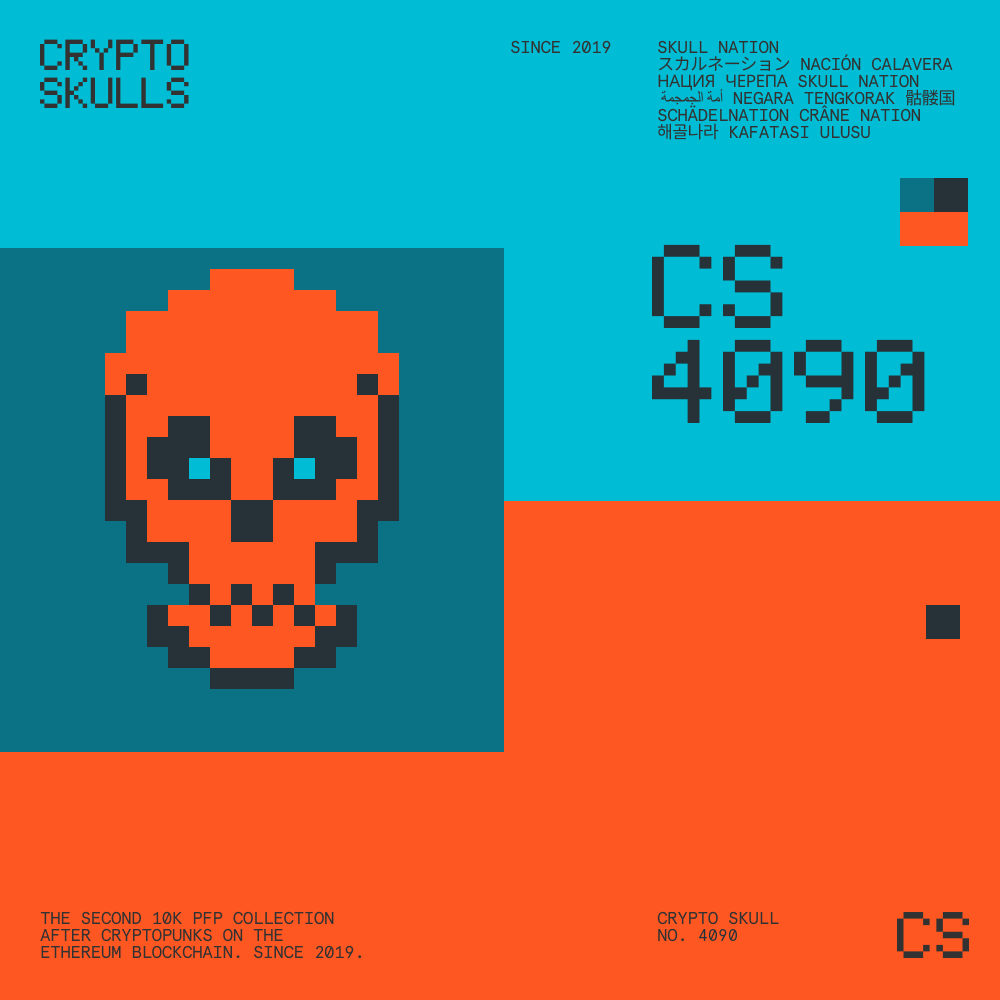 CRYPTO
SKULLS
SINCE 2019
SKULL NATION
スカルネーション NACIÓN CALAVERA
НАЦИЯ ЧЕРЕПА SKULL NATION
أمة الجمجمة NEGARA TENGKORAK 骷髅国
SCHÄDELNATION CRÂNE NATION
해골나라 KAFATASI ULUSU
CS
4090
THE SECOND 10K PFP COLLECTION
AFTER CRYPTOPUNKS ON THE
ETHEREUM BLOCKCHAIN. SINCE 2019.
CRYPTO SKULL
NO. 4090
CS